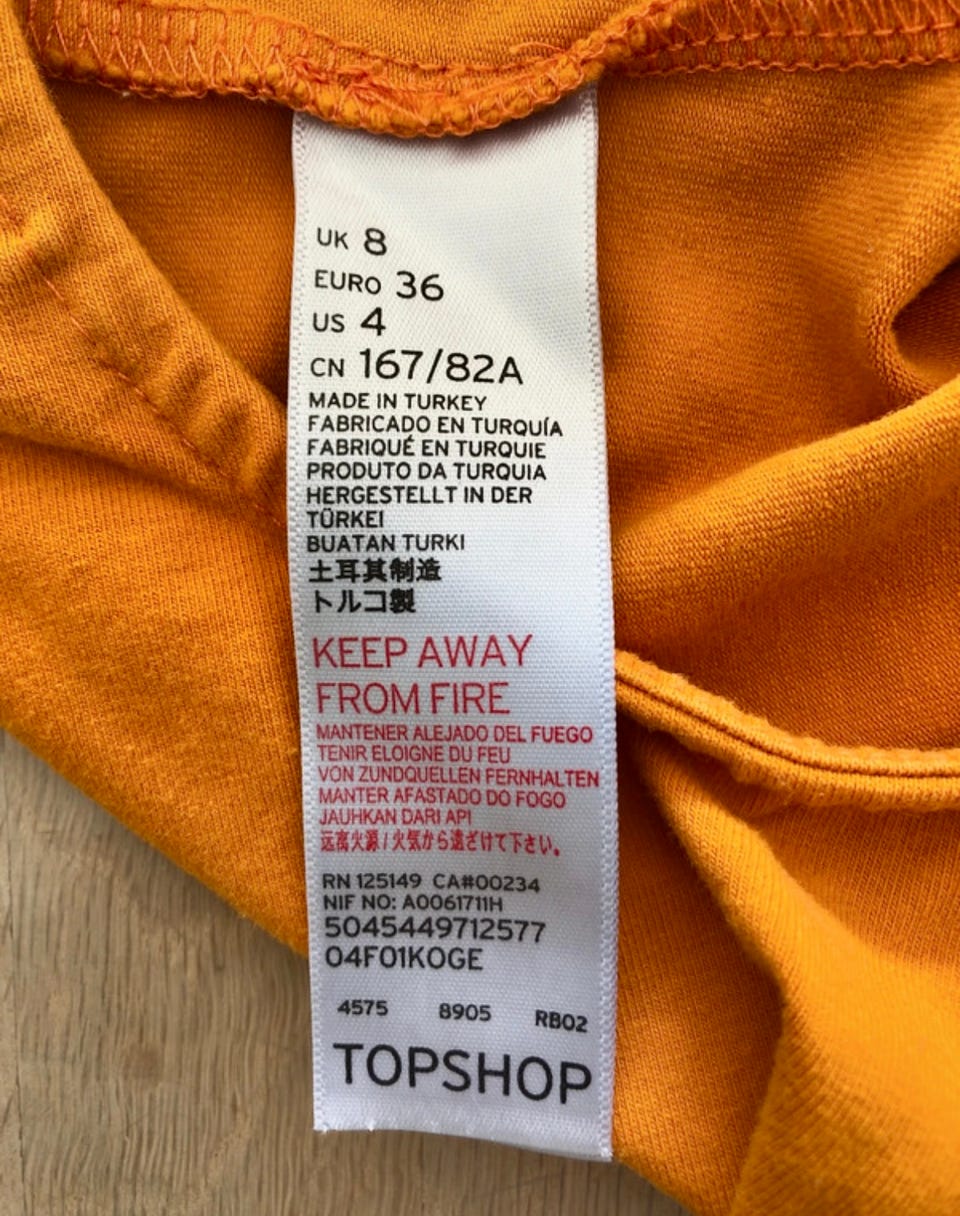 UK 8
EURO 36
US 4
CN 167/82A
MADE IN TURKEY
FABRICADO EN TURQUÍA
FABRIQUÉ EN TURQUIE
PRODUTO DA TURQUIA
HERGESTELLT IN DER
TÜRKEI
BUATAN TURKI
土耳其制造
トルコ製
KEEP AWAY
FROM FIRE
MANTENER ALEJADO DEL FUEGO
TENIR ELOIGNE DU FEU
VON ZUNDQUELLEN FERNHALTEN
MANTER AFASTADO DO FOGO
JAUHKAN DARI API
远离火源 / 火気から遠ざけて下さい。
RN 125149 CA#00234
NIF NO: A0061711H
5045449712577
04F01KOGE
4575 8905 RB02
TOPSHOP